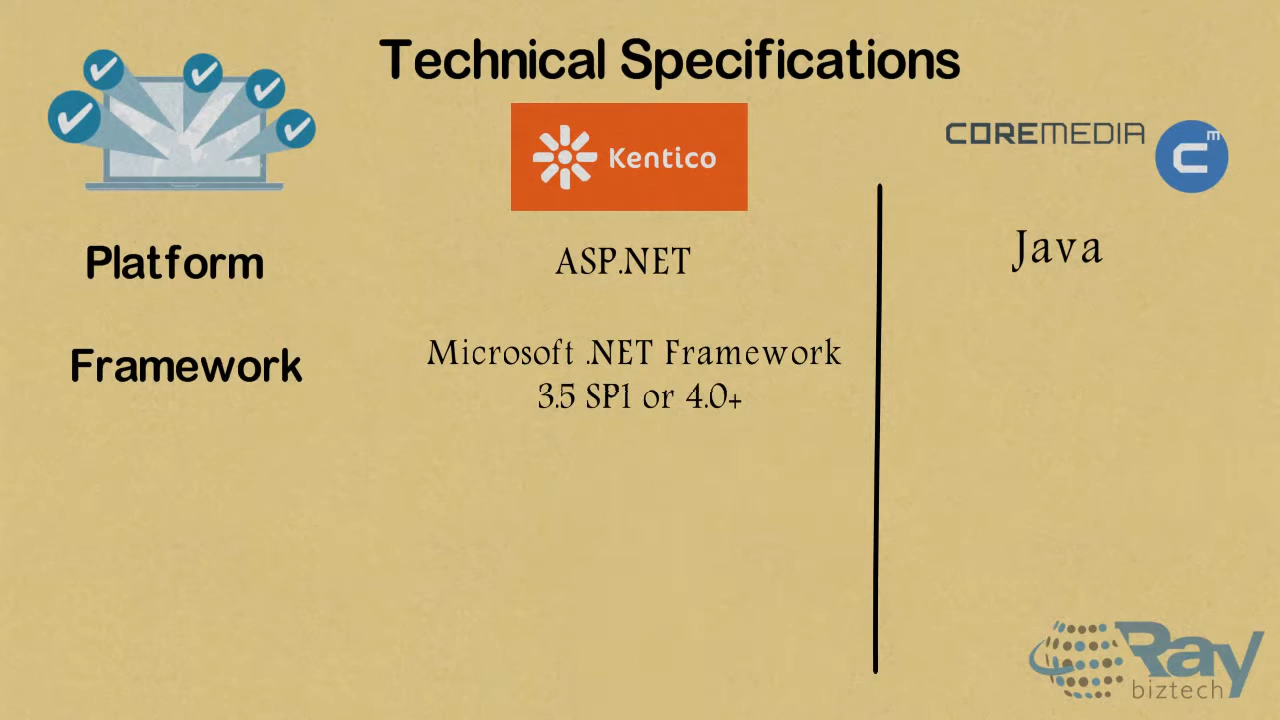 Technical Specifications
Kentico
COREMEDIA
cm
Platform
ASP.NET
Java
Framework
Microsoft .NET Framework
3.5 SP1 or 4.0+
Ray
biztech